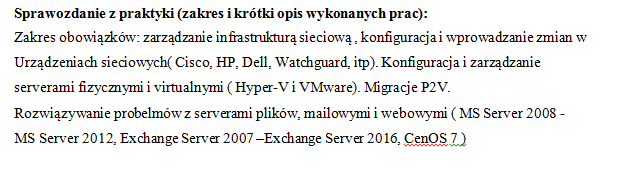 Sprawozdanie z praktyki (zakres i krótki opis wykonanych prac):
Zakres obowiązków: zarządzanie infrastrukturą sieciową , konfiguracja i wprowadzanie zmian w
Urządzeniach sieciowych( Cisco, HP, Dell, Watchguard, itp). Konfiguracja i zarządzanie
serverami fizycznymi i virtualnymi ( Hyper-V i VMware). Migracje P2V.
Rozwiązywanie probelmów z serverami plików, mailowymi i webowymi ( MS Server 2008 -
MS Server 2012, Exchange Server 2007 –Exchange Server 2016, CenOS 7 )